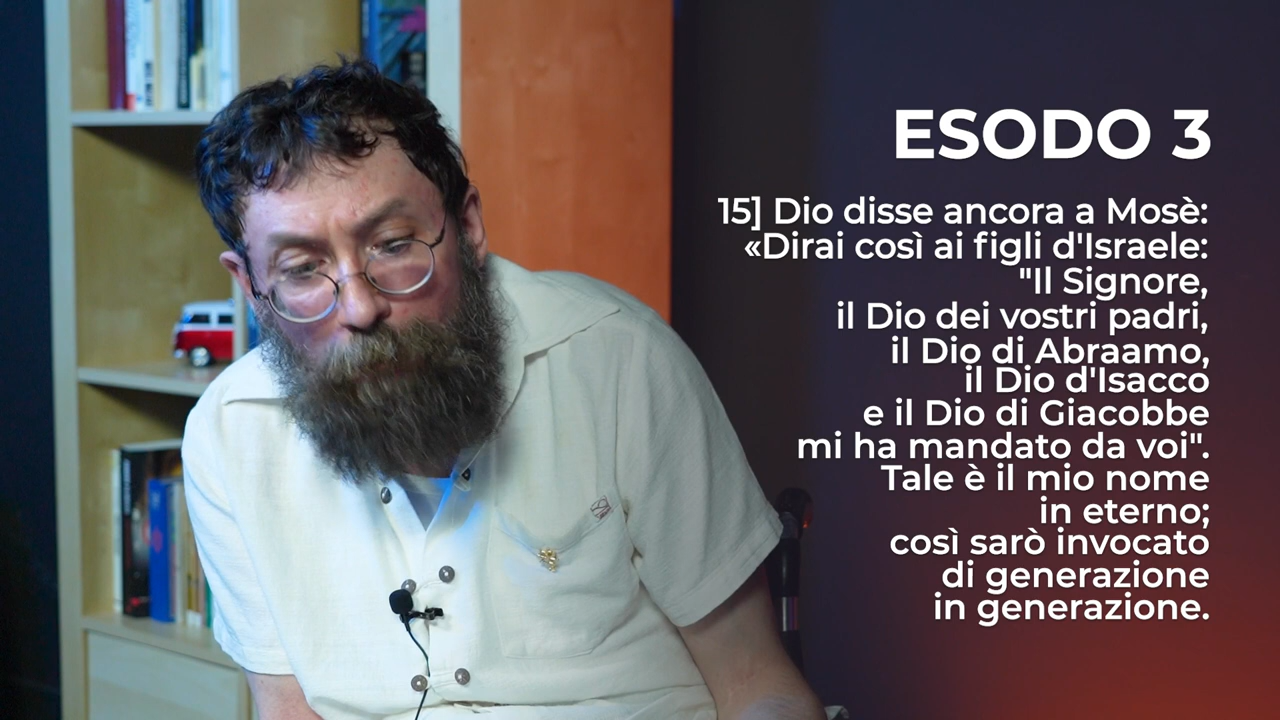 ESODO 3
15] Dio disse ancora a Mosè:
«Dirai così ai figli d'Israele:
"Il Signore,
il Dio dei vostri padri,
il Dio di Abraamo,
il Dio d'Isacco
e il Dio di Giacobbe
mi ha mandato da voi".
Tale è il mio nome
in eterno;
così sarò invocato
di generazione
in generazione.